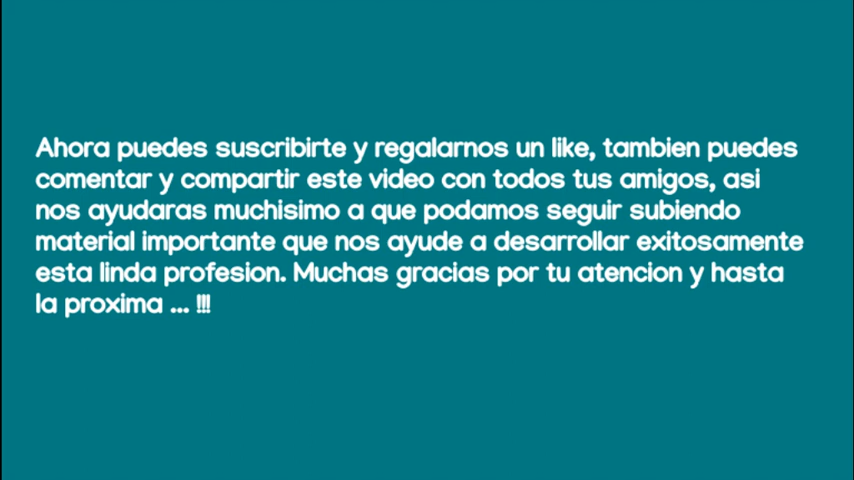 Ahora puedes suscribirte y regalarnos un like, tambien puedes
comentar y compartir este video con todos tus amigos, asi
nos ayudaras muchisimo a que podamos seguir subiendo
material importante que nos ayude a desarrollar exitosamente
esta linda profesion. Muchas gracias por tu atencion y hasta
la proxima ... !!!